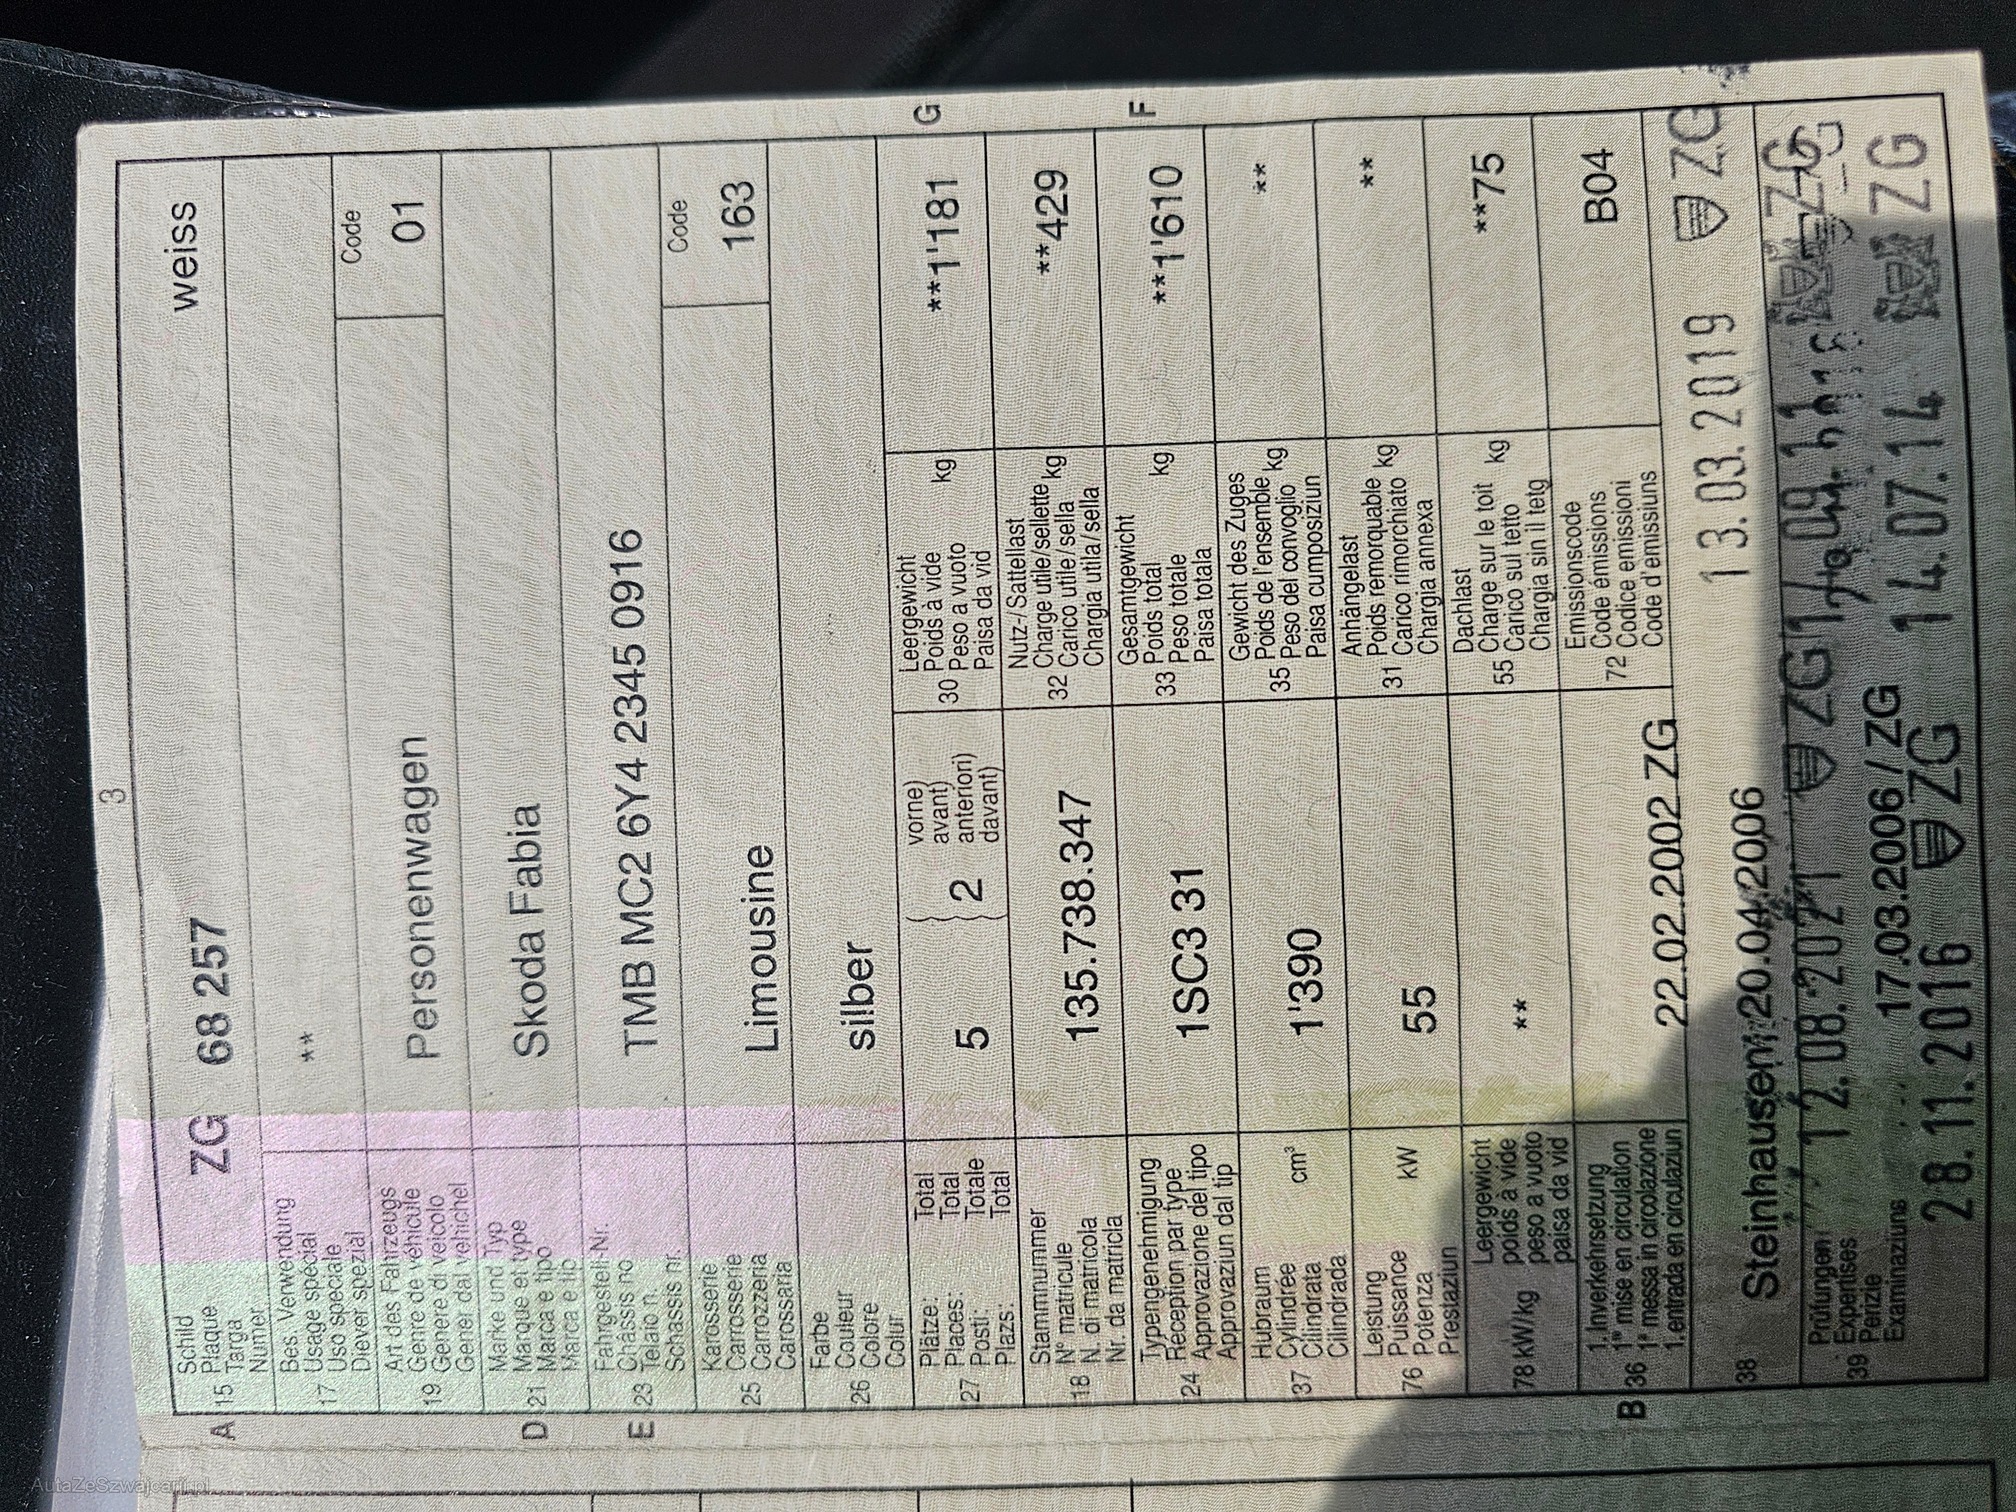 3
A 15 Schild
Plaque
Targa
Numer
ZG 68 257 weiss
17 Bes. Verwendung
Usage spécial
Uso speciale
Diever spezial
**
19 Art des Fahrzeugs
Genre de véhicule
Genere di veicolo
Gener dal vehichel
Personenwagen
Code
01
D 21 Marke und Typ
Marque et type
Marca e tipo
Marca e tip
Skoda Fabia
E 23 Fahrgestell-Nr.
Châssis no
Telaio n.
Schassis nr.
TMB MC2 6Y4 2345 0916
25 Karosserie
Carrosserie
Carrozzeria
Carossaria
Limousine
Code
163
26 Farbe
Couleur
Colore
Colur
silber
27 Plätze: Total
Places: Total
Posti: Totale
Plazs: Total
5
2
vorne)
avant)
anteriori)
davant)
30 Leergewicht
Poids à vide
Peso a vuoto
Paisa da vid
kg
**1'181
G
18 Stammnummer
N° matricule
N. di matricola
Nr. da matricla
135.738.347
32 Nutz-/Sattellast
Charge utile/sellette
Carico utile/sella
Chargia utila/sella
kg
**429
24 Typengenehmigung
Réception par type
Approvazione del tipo
Approvaziun dal tip
1SC3 31
33 Gesamtgewicht
Poids total
Peso totale
Paisa totala
kg
**1'610
F
37 Hubraum
Cylindrée
Cilindrata
Cilindrada
cm³
1'390
35 Gewicht des Zuges
Poids de l'ensemble
Peso del convoglio
Paisa cumposiziun
kg
**
76 Leistung
Puissance
Potenza
Prestaziun
kW
55
31 Anhängelast
Poids remorquable
Carico rimorchiato
Chargia annexa
kg
**
78 kW/kg Leergewicht
poids à vide
peso a vuoto
paisa da vid
**
55 Dachlast
Charge sur le toit
Carico sul tetto
Chargia sin il tetg
kg
**75
B 36 1. Inverkehrsetzung
1re mise en circulation
1a messa in circolazione
1. entrada en circulaziun
22.02.2002 ZG
72 Emissionscode
Code émissions
Codice emissioni
Code d'emissiuns
B04
38 Steinhausen, 20.04.2006
13.03.2019 ZG
39 Prüfungen
Expertises
Perizie
Examinaziuns
12.08.2021 ZG
17.03.2006/ZG
14.07.14 ZG
28.11.2016 ZG
AutaZeSzwajcarii.pl